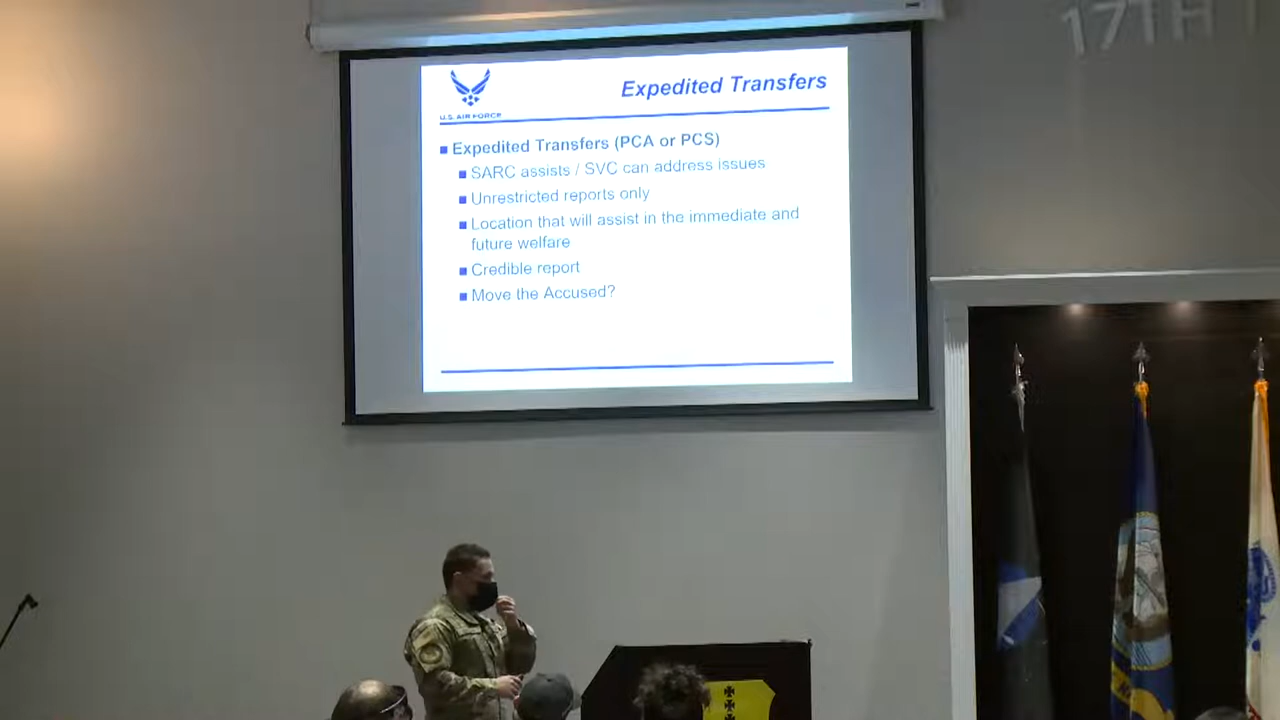 17TH
Expedited Transfers
U.S. AIR FORCE
Expedited Transfers (PCA or PCS)
SARC assists / SVC can address issues
Unrestricted reports only
Location that will assist in the immediate and
future welfare
Credible report
Move the Accused?